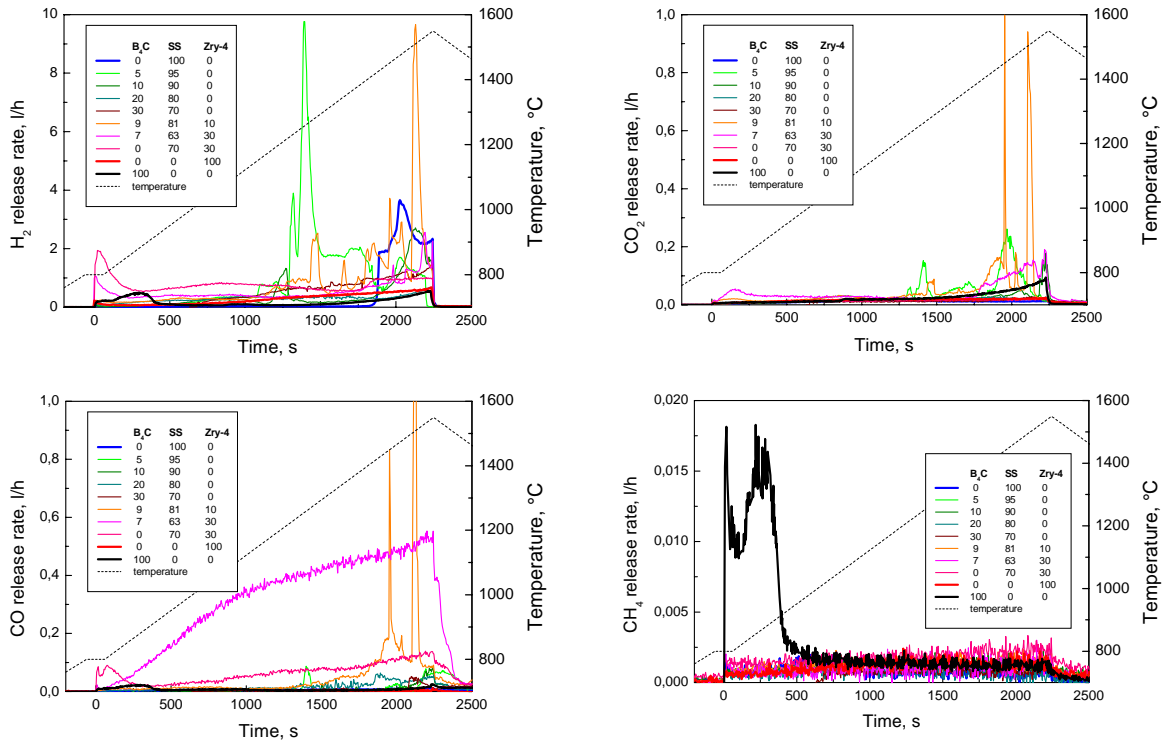 10
8
6
4
2
0
H2 release rate, l/h
B4C SS Zry-4
0 100 0
5 95 0
10 90 0
20 80 0
30 70 0
9 81 10
7 63 30
0 70 30
0 0 100
100 0 0
temperature
1600
1400
1200
1000
800
Temperature, °C
0 500 1000 1500 2000 2500
Time, s
1,0
0,8
0,6
0,4
0,2
0,0
CO2 release rate, l/h
B4C SS Zry-4
0 100 0
5 95 0
10 90 0
20 80 0
30 70 0
9 81 10
7 63 30
0 70 30
0 0 100
100 0 0
temperature
1600
1400
1200
1000
800
Temperature, °C
0 500 1000 1500 2000 2500
Time, s
1,0
0,8
0,6
0,4
0,2
0,0
CO release rate, l/h
B4C SS Zry-4
0 100 0
5 95 0
10 90 0
20 80 0
30 70 0
9 81 10
7 63 30
0 70 30
0 0 100
100 0 0
temperature
1600
1400
1200
1000
800
Temperature, °C
0 500 1000 1500 2000 2500
Time, s
0,020
0,015
0,010
0,005
0,000
CH4 release rate, l/h
B4C SS Zry-4
0 100 0
5 95 0
10 90 0
20 80 0
30 70 0
9 81 10
7 63 30
0 70 30
0 0 100
100 0 0
temperature
1600
1400
1200
1000
800
Temperature, °C
0 500 1000 1500 2000 2500
Time, s